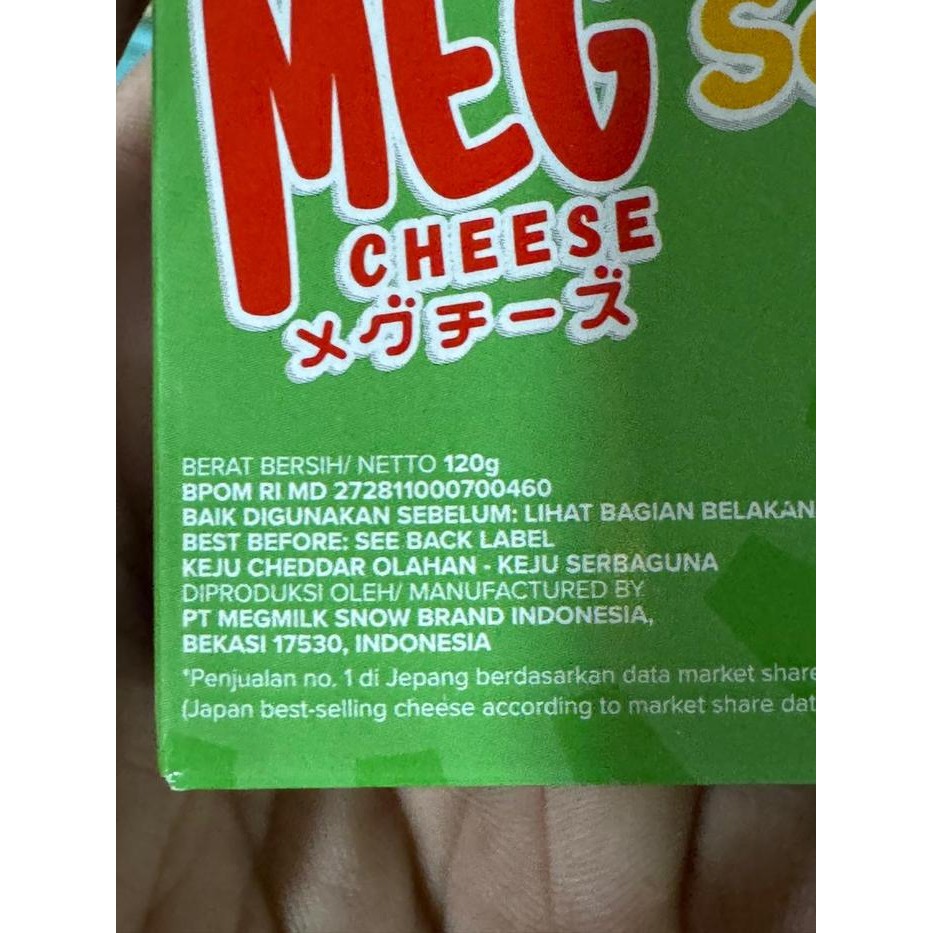 MEG
CHEESE
メグチーズ
BERAT BERSIH/ NETTO 120g
BPOM RI MD 272811000700460
BAIK DIGUNAKAN SEBELUM: LIHAT BAGIAN BELAKAN
BEST BEFORE: SEE BACK LABEL
KEJU CHEDDAR OLAHAN - KEJU SERBAGUNA
DIPRODUKSI OLEH/ MANUFACTURED BY
PT MEGMILK SNOW BRAND INDONESIA,
BEKASI 17530, INDONESIA
*Penjualan no. 1 di Jepang berdasarkan data market share
(Japan best-selling cheese according to market share dat